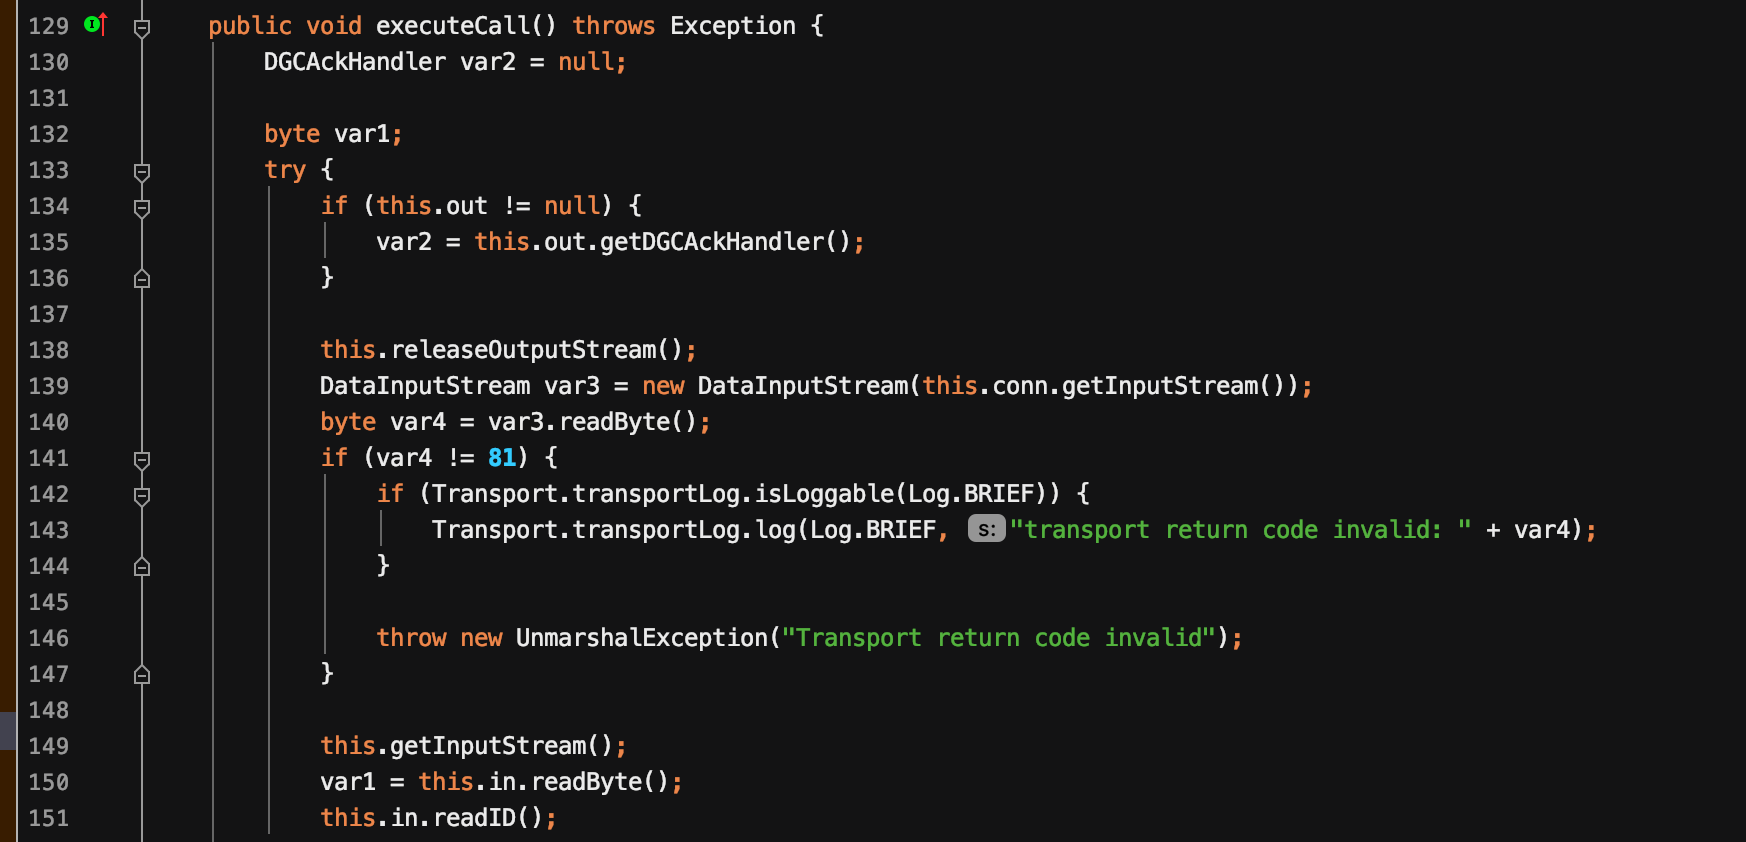 129 public void executeCall() throws Exception {
130 DGCAckHandler var2 = null;
131
132 byte var1;
133 try {
134 if (this.out != null) {
135 var2 = this.out.getDGCAckHandler();
136 }
137
138 this.releaseOutputStream();
139 DataInputStream var3 = new DataInputStream(this.conn.getInputStream());
140 byte var4 = var3.readByte();
141 if (var4 != 81) {
142 if (Transport.transportLog.isLoggable(Log.BRIEF)) {
143 Transport.transportLog.log(Log.BRIEF, s: "transport return code invalid: " + var4);
144 }
145
146 throw new UnmarshalException("Transport return code invalid");
147 }
148
149 this.getInputStream();
150 var1 = this.in.readByte();
151 this.in.readID();